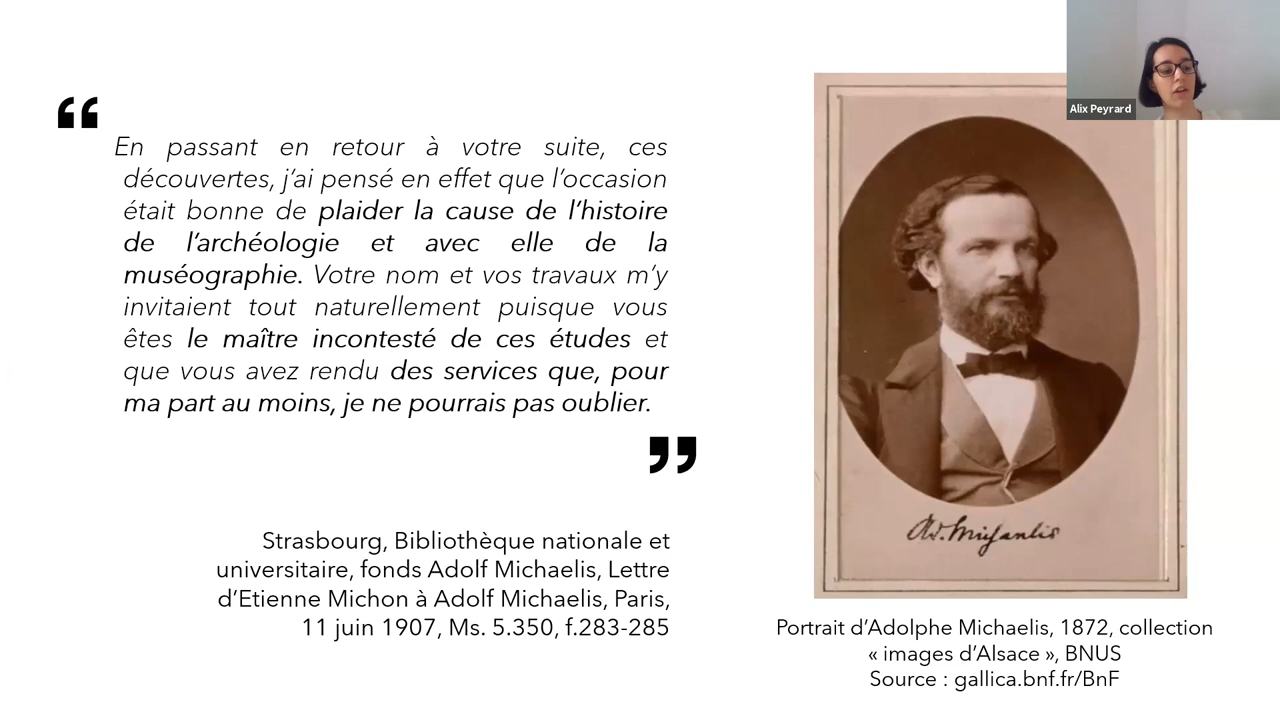 “
En passant en retour à votre suite, ces
découvertes, j’ai pensé en effet que l’occasion
était bonne de plaider la cause de l’histoire
de l’archéologie et avec elle de la
muséographie. Votre nom et vos travaux m’y
invitaient tout naturellement puisque vous
êtes le maître incontesté de ces études et
que vous avez rendu des services que, pour
ma part au moins, je ne pourrais pas oublier.
”
Strasbourg, Bibliothèque nationale et
universitaire, fonds Adolf Michaelis, Lettre
d’Etienne Michon à Adolf Michaelis, Paris,
11 juin 1907, Ms. 5.350, f.283-285
Alix Peyrard
Ad. Michaelis
Portrait d’Adolphe Michaelis, 1872, collection
« images d’Alsace », BNUS
Source : gallica.bnf.fr/BnF